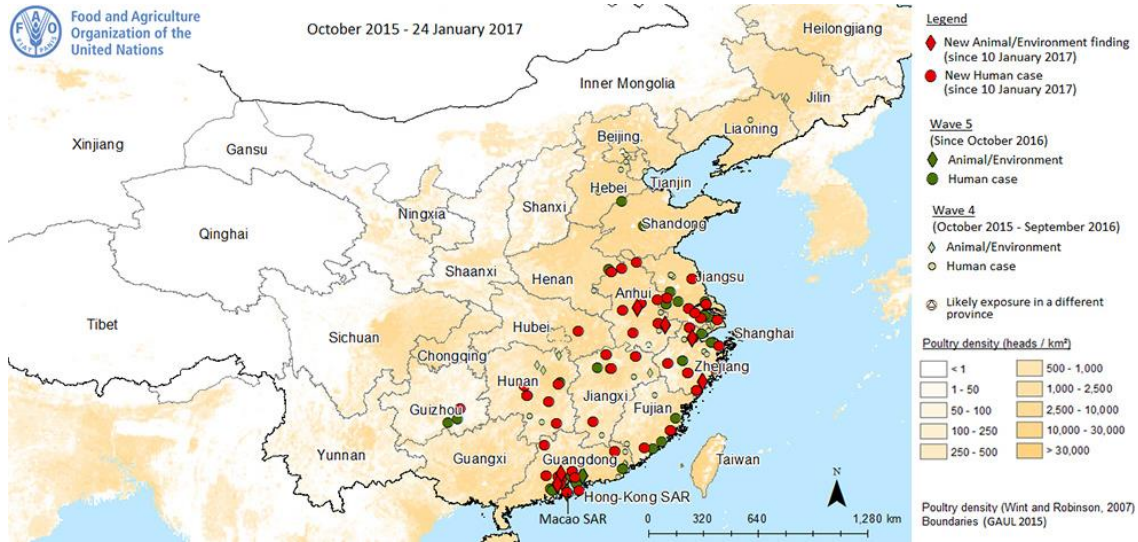 Food and Agriculture
Organization of the
United Nations
October 2015 - 24 January 2017
Heilongjiang
Inner Mongolia
Jilin
Liaoning
Beijing
Xinjiang
Gansu
Tianjin
Hebei
Shanxi
Ningxia
Shandong
Qinghai
Shaanxi
Henan
Jiangsu
Anhui
Tibet
Hubei
Sichuan
Shanghai
Chongqing
Zhejiang
Hunan
Jiangxi
Guizhou
Fujian
Yunnan
Guangxi
Guangdong
Taiwan
Hong-Kong SAR
Macao SAR
N
0 320 640 1,280 km
Legend
New Animal/Environment finding
(since 10 January 2017)
New Human case
(since 10 January 2017)
Wave 5
(Since October 2016)
Animal/Environment
Human case
Wave 4
(October 2015 - September 2016)
Animal/Environment
Human case
Likely exposure in a different
province
Poultry density (heads / km²)
< 1 500 - 1,000
1 - 50 1,000 - 2,500
50 - 100 2,500 - 10,000
100 - 250 10,000 - 30,000
250 - 500 > 30,000
Poultry density (Wint and Robinson, 2007)
Boundaries (GAUL 2015)